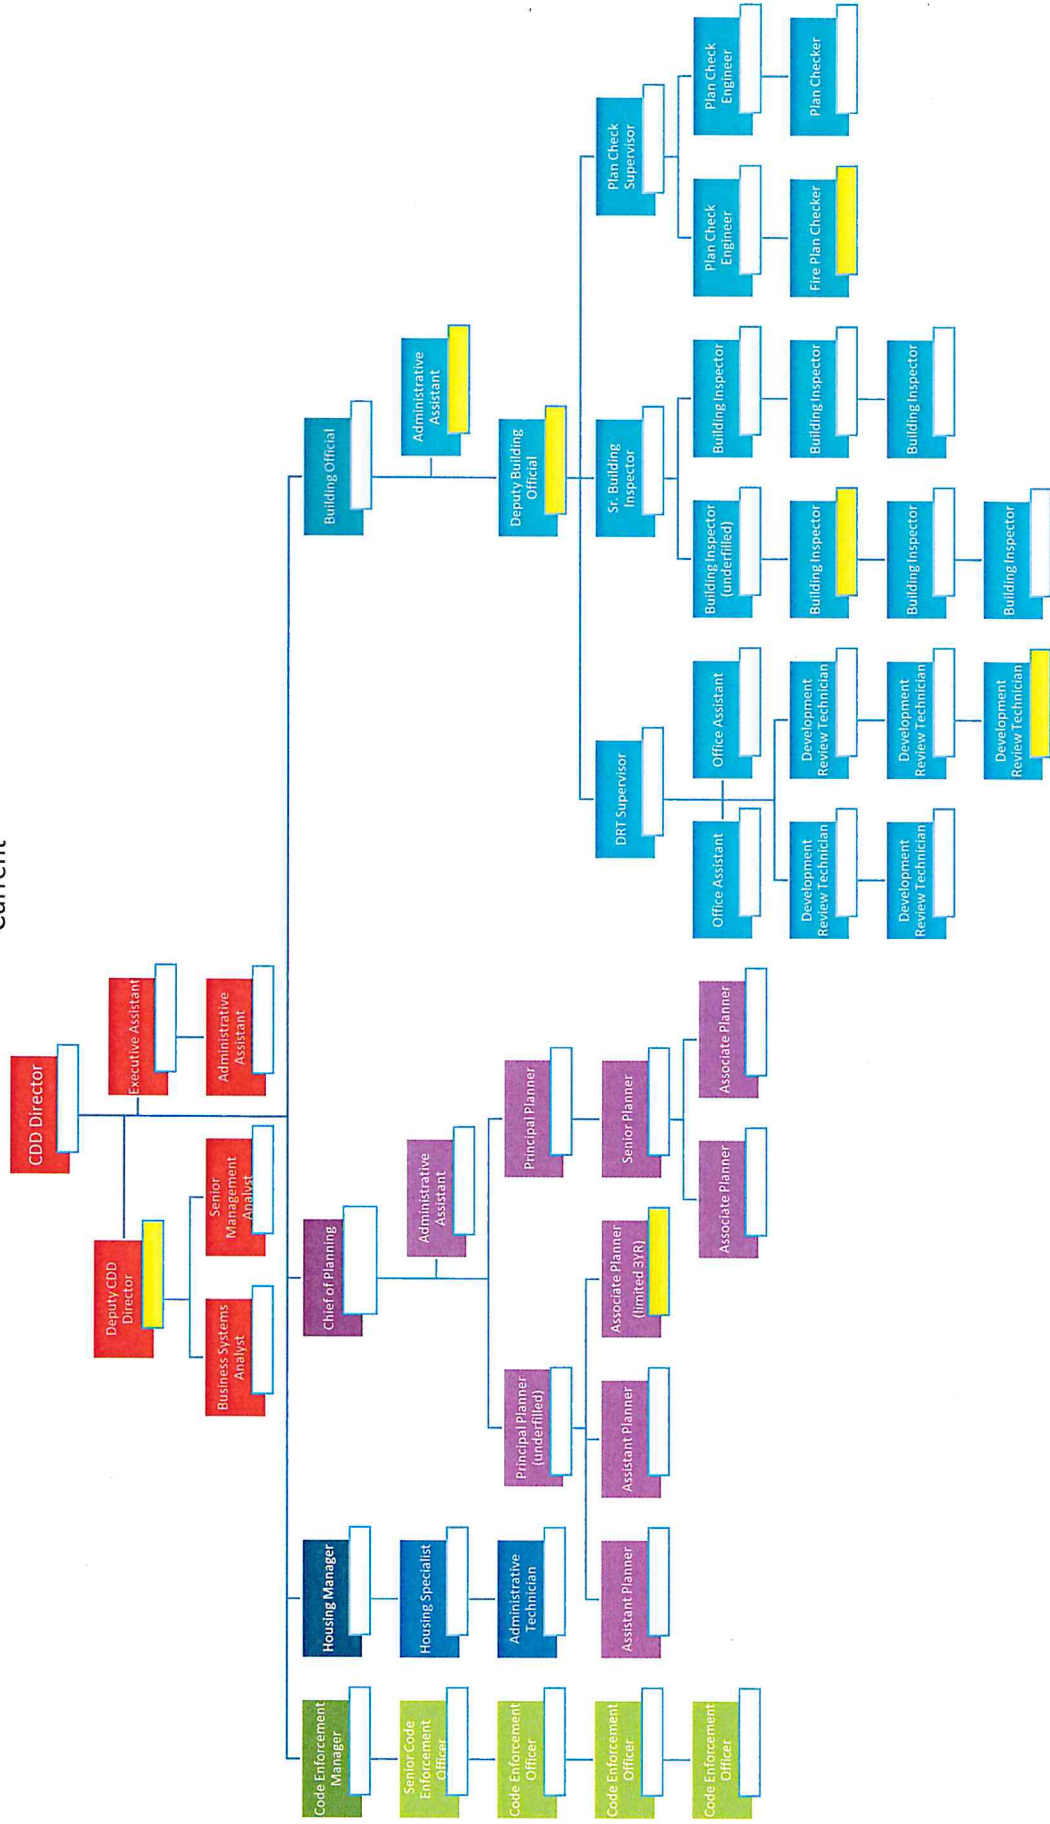 Current
CDD Director
Deputy CDD
Director
Executive Assistant
Business Systems
Analyst
Senior
Management
Analyst
Administrative
Assistant
Code Enforcement
Manager
Housing Manager
Chief of Planning
Building Official
Senior Code
Enforcement
Officer
Housing Specialist
Administrative
Assistant
Administrative
Assistant
Code Enforcement
Officer
Administrative
Technician
Principal Planner
(underfilled)
Principal Planner
Deputy Building
Official
Code Enforcement
Officer
Assistant Planner
Assistant Planner
Associate Planner
(limited 3YR)
Senior Planner
DRT Supervisor
Sr. Building
Inspector
Plan Check
Supervisor
Code Enforcement
Officer
Associate Planner
Associate Planner
Office Assistant
Office Assistant
Building Inspector
(underfilled)
Building Inspector
Plan Check
Engineer
Plan Check
Engineer
Development
Review Technician
Development
Review Technician
Building Inspector
Building Inspector
Fire Plan Checker
Plan Checker
Development
Review Technician
Development
Review Technician
Building Inspector
Building Inspector
Development
Review Technician
Building Inspector